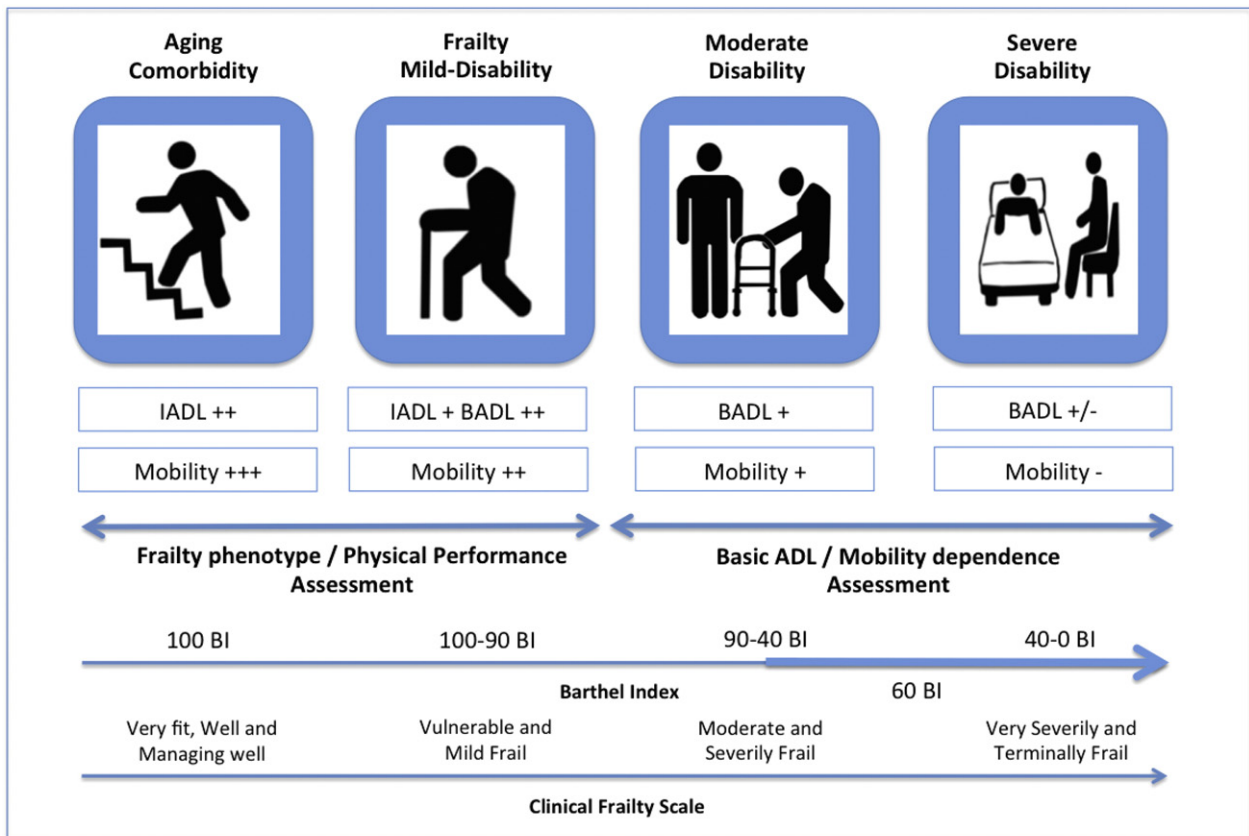 Aging
Comorbidity
Frailty
Mild-Disability
Moderate
Disability
Severe
Disability
IADL ++
IADL + BADL ++
BADL +
BADL +/-
Mobility +++
Mobility ++
Mobility +
Mobility -
Frailty phenotype / Physical Performance
Assessment
Basic ADL / Mobility dependence
Assessment
100 BI
100-90 BI
90-40 BI
40-0 BI
Barthel Index
60 BI
Very fit, Well and
Managing well
Vulnerable and
Mild Frail
Moderate and
Severily Frail
Very Severily and
Terminally Frail
Clinical Frailty Scale